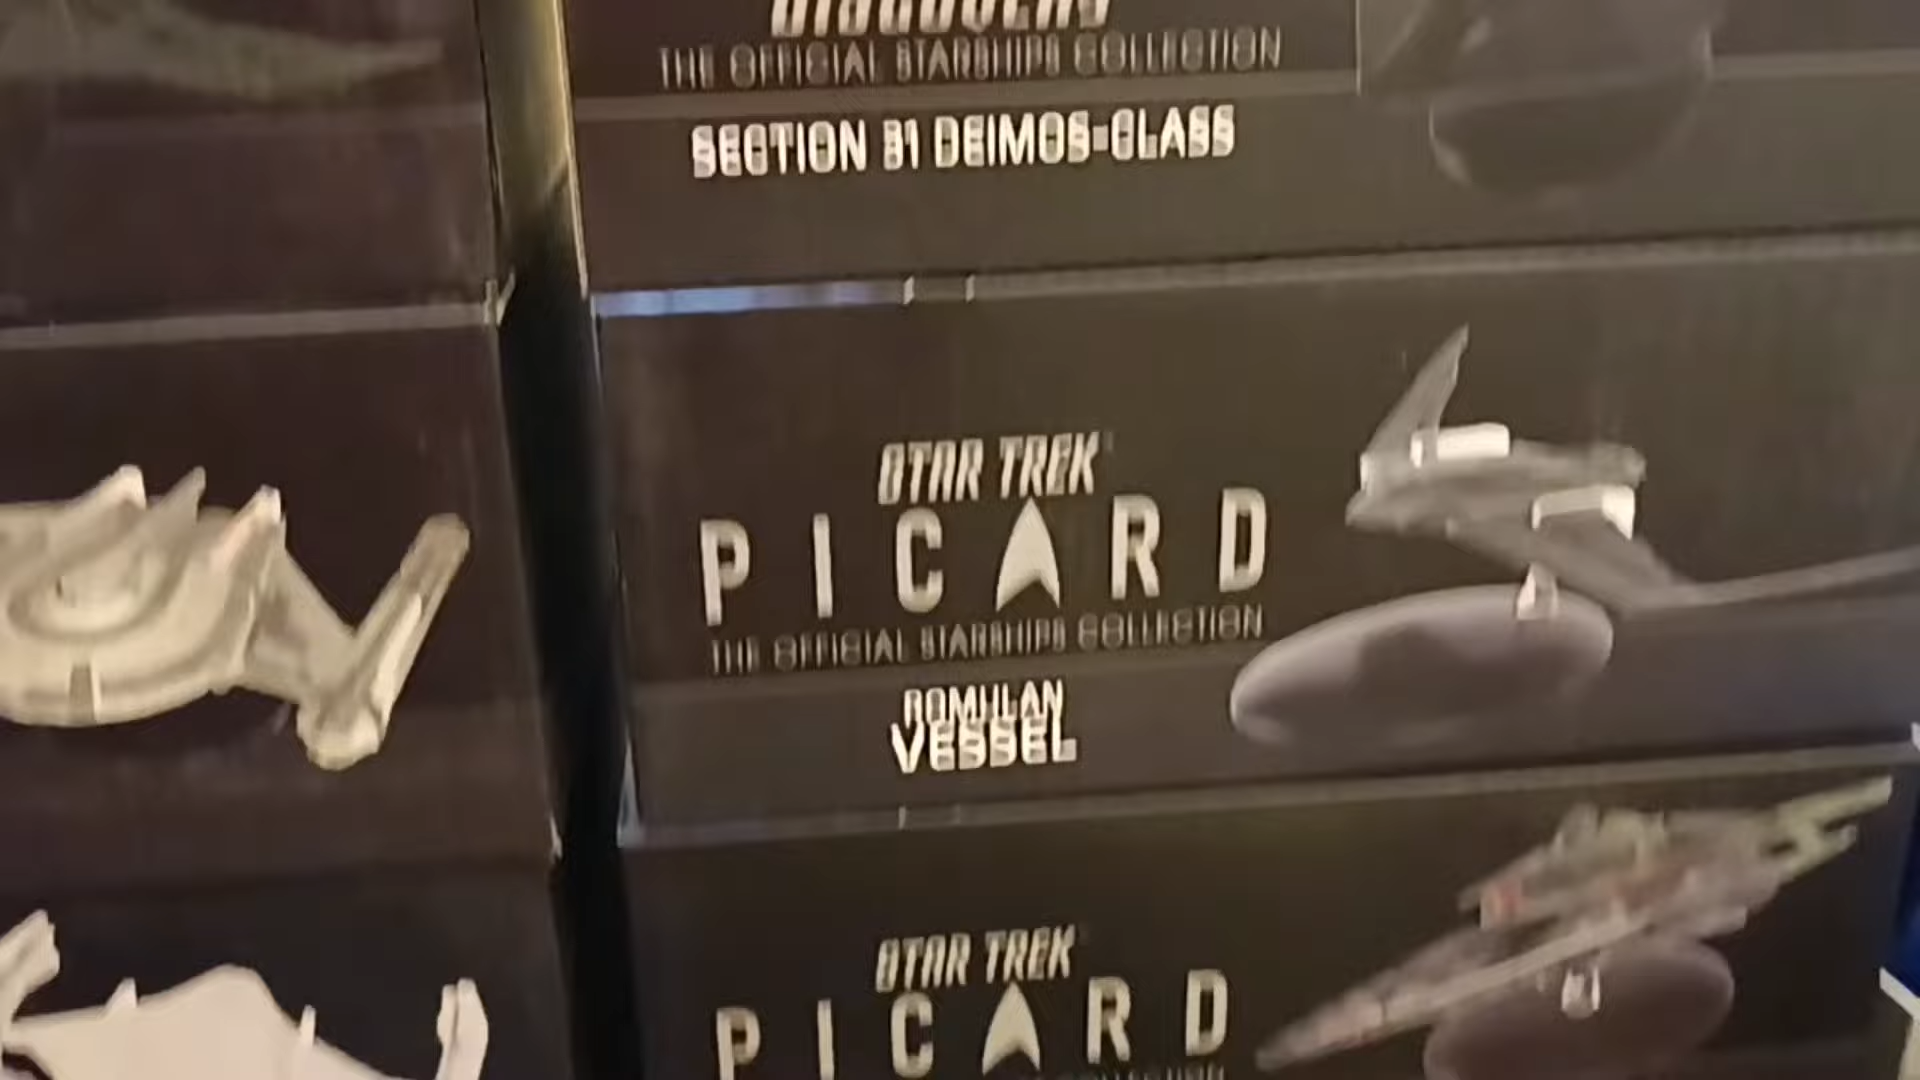 DISCOVERY
THE OFFICIAL STARSHIPS COLLECTION
SECTION 31 DEIMOS-CLASS
STAR TREK
PICARD
THE OFFICIAL STARSHIPS COLLECTION
ROMULAN
VESSEL
STAR TREK
PICARD